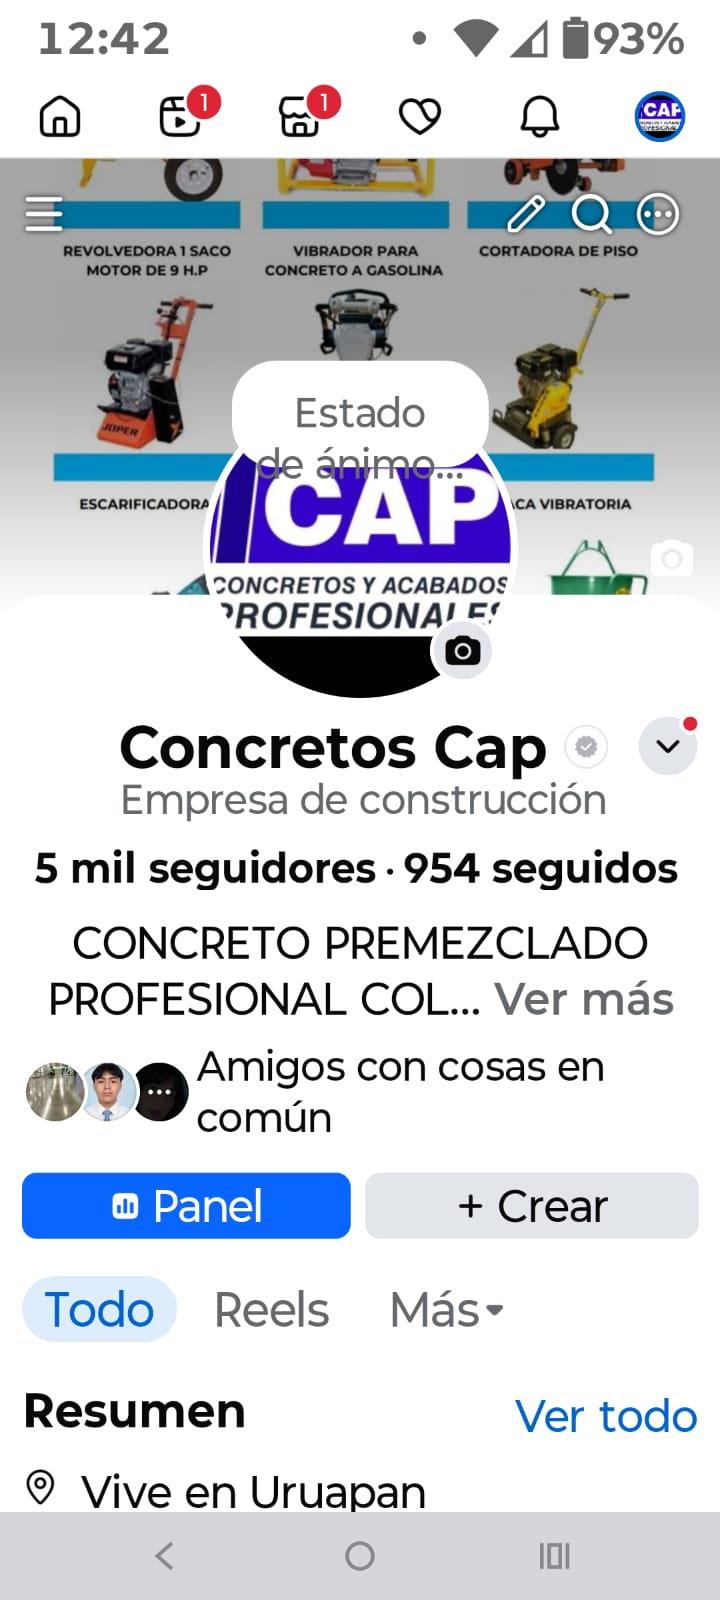 12:42
93%
1
1
CAP
REVOLVEDORA 1 SACO
MOTOR DE 9 H.P
VIBRADOR PARA
CONCRETO A GASOLINA
CORTADORA DE PISO
JOPER
ESCARIFICADORA
ACA VIBRATORIA
Estado
de ánimo...
CAP
CONCRETOS Y ACABADOS
PROFESIONALES
Concretos Cap
Empresa de construcción
5 mil seguidores · 954 seguidos
CONCRETO PREMEZCLADO
PROFESIONAL COL... Ver más
Amigos con cosas en
común
Panel
+ Crear
Todo
Reels
Más
Resumen
Ver todo
Vive en Uruapan